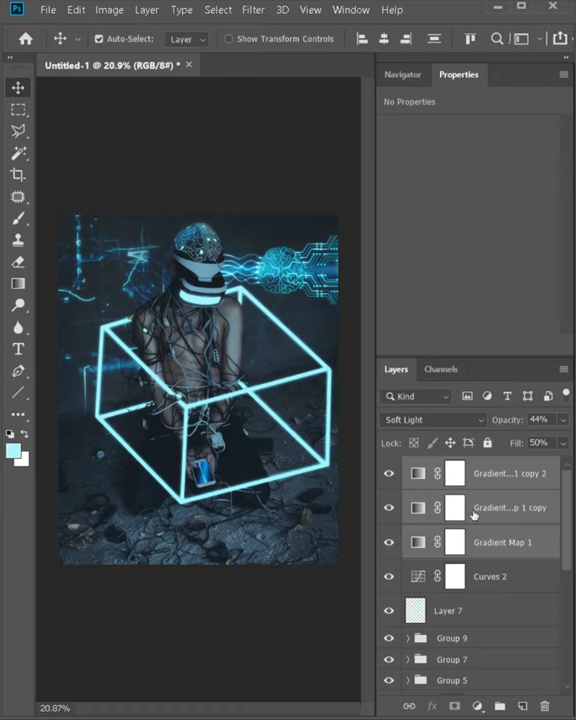 Ps File Edit Image Layer Type Select Filter 3D View Window Help
Auto-Select: Layer Show Transform Controls
Untitled-1 @ 20.9% (RGB/8#) *
Navigator Properties
No Properties
Layers Channels
Kind
Soft Light Opacity: 44%
Lock: Fill: 50%
Gradient...1 copy 2
Gradient...p 1 copy
Gradient Map 1
Curves 2
Layer 7
Group 9
Group 7
Group 5
fx
20.87%